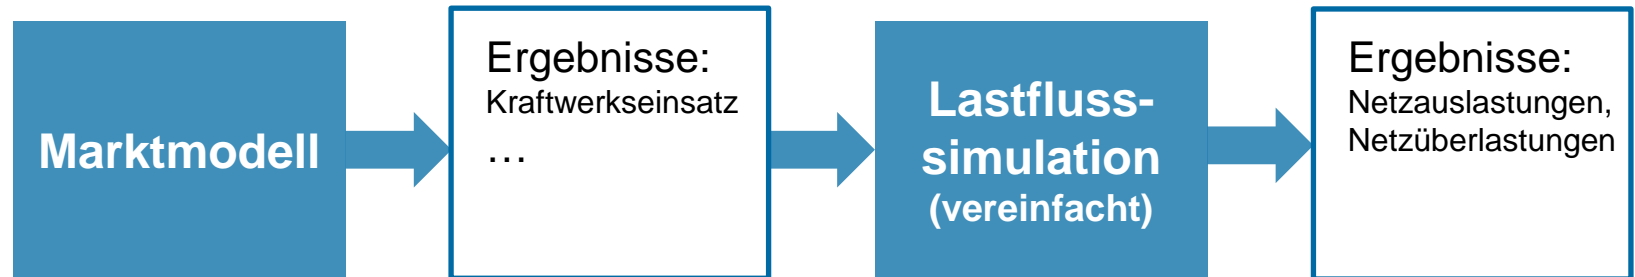 Marktmodell
Ergebnisse:
Kraftwerkseinsatz
…
Lastfluss-
simulation
(vereinfacht)
Ergebnisse:
Netzauslastungen,
Netzüberlastungen